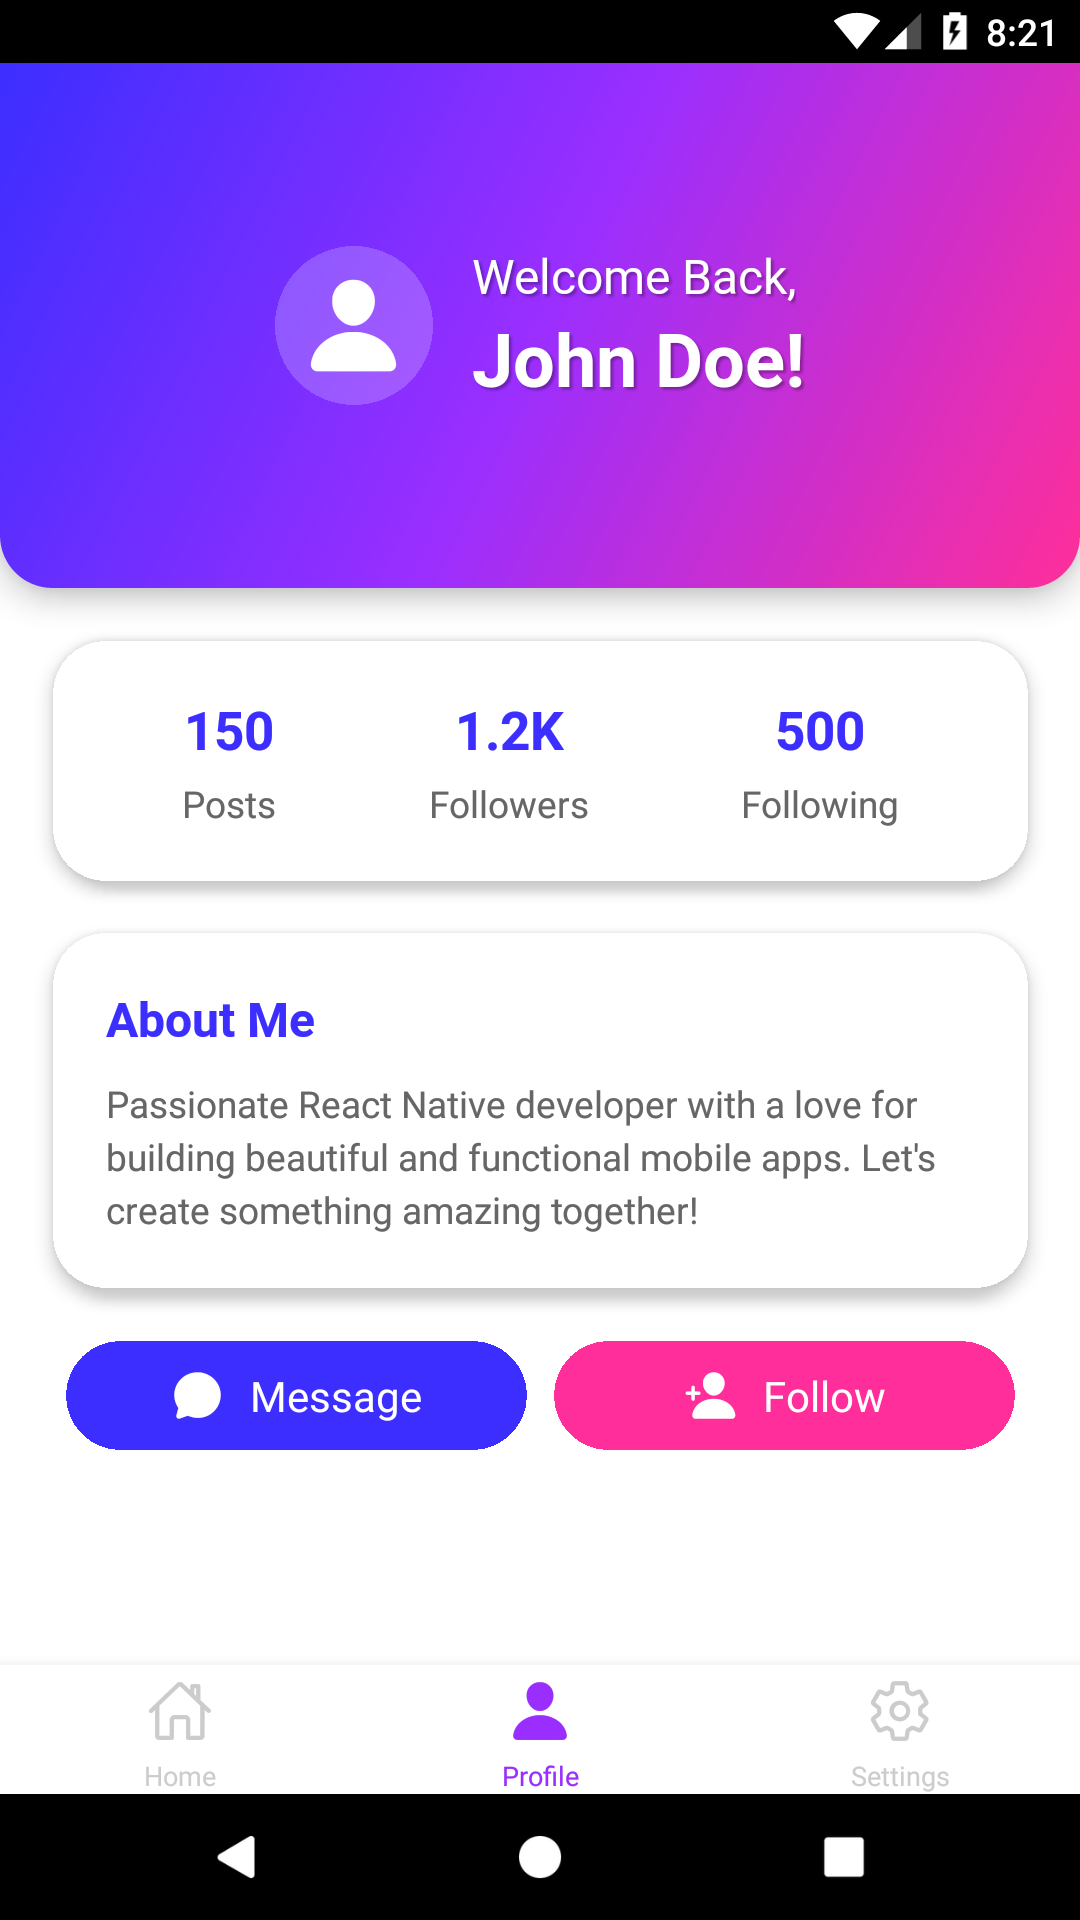 8:21
Welcome Back,
John Doe!
150
1.2K
500
Posts
Followers
Following
About Me
Passionate React Native developer with a love for
building beautiful and functional mobile apps. Let's
create something amazing together!
Message
Follow
Home
Profile
Settings